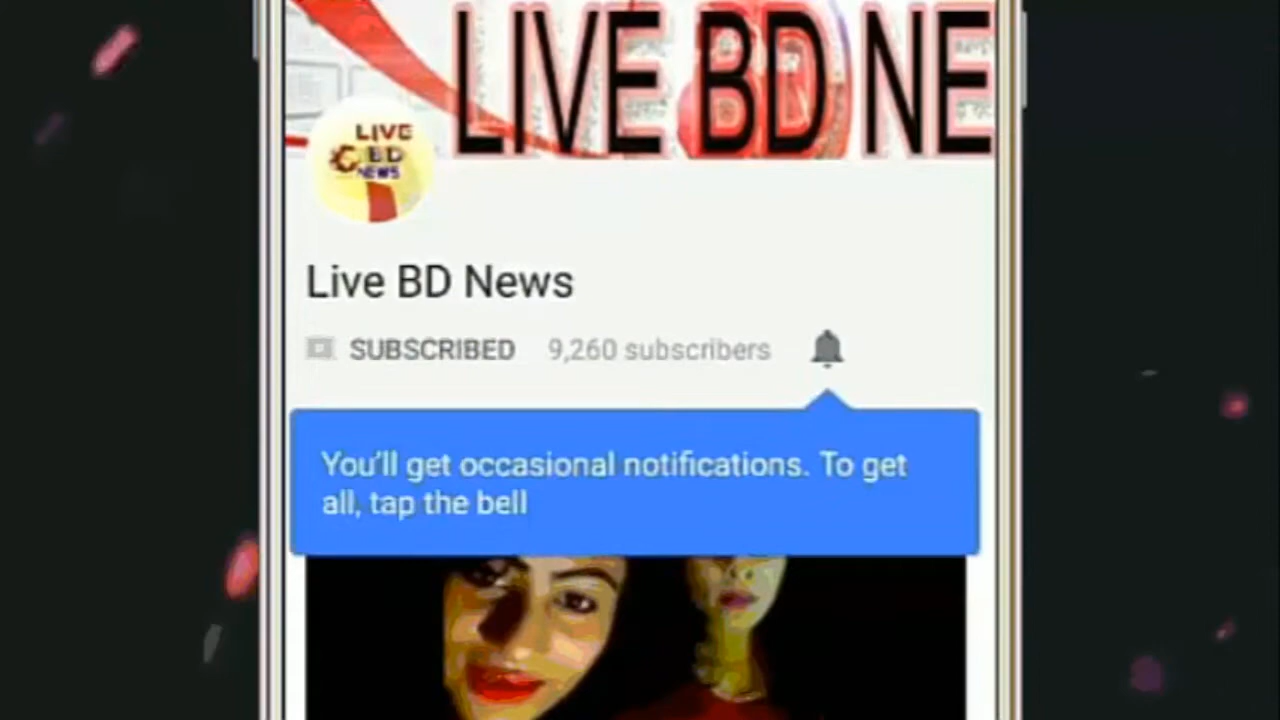 LIVE BD NE
LIVE
BD
NEWS
Live BD News
SUBSCRIBED 9,260 subscribers
You'll get occasional notifications. To get
all, tap the bell